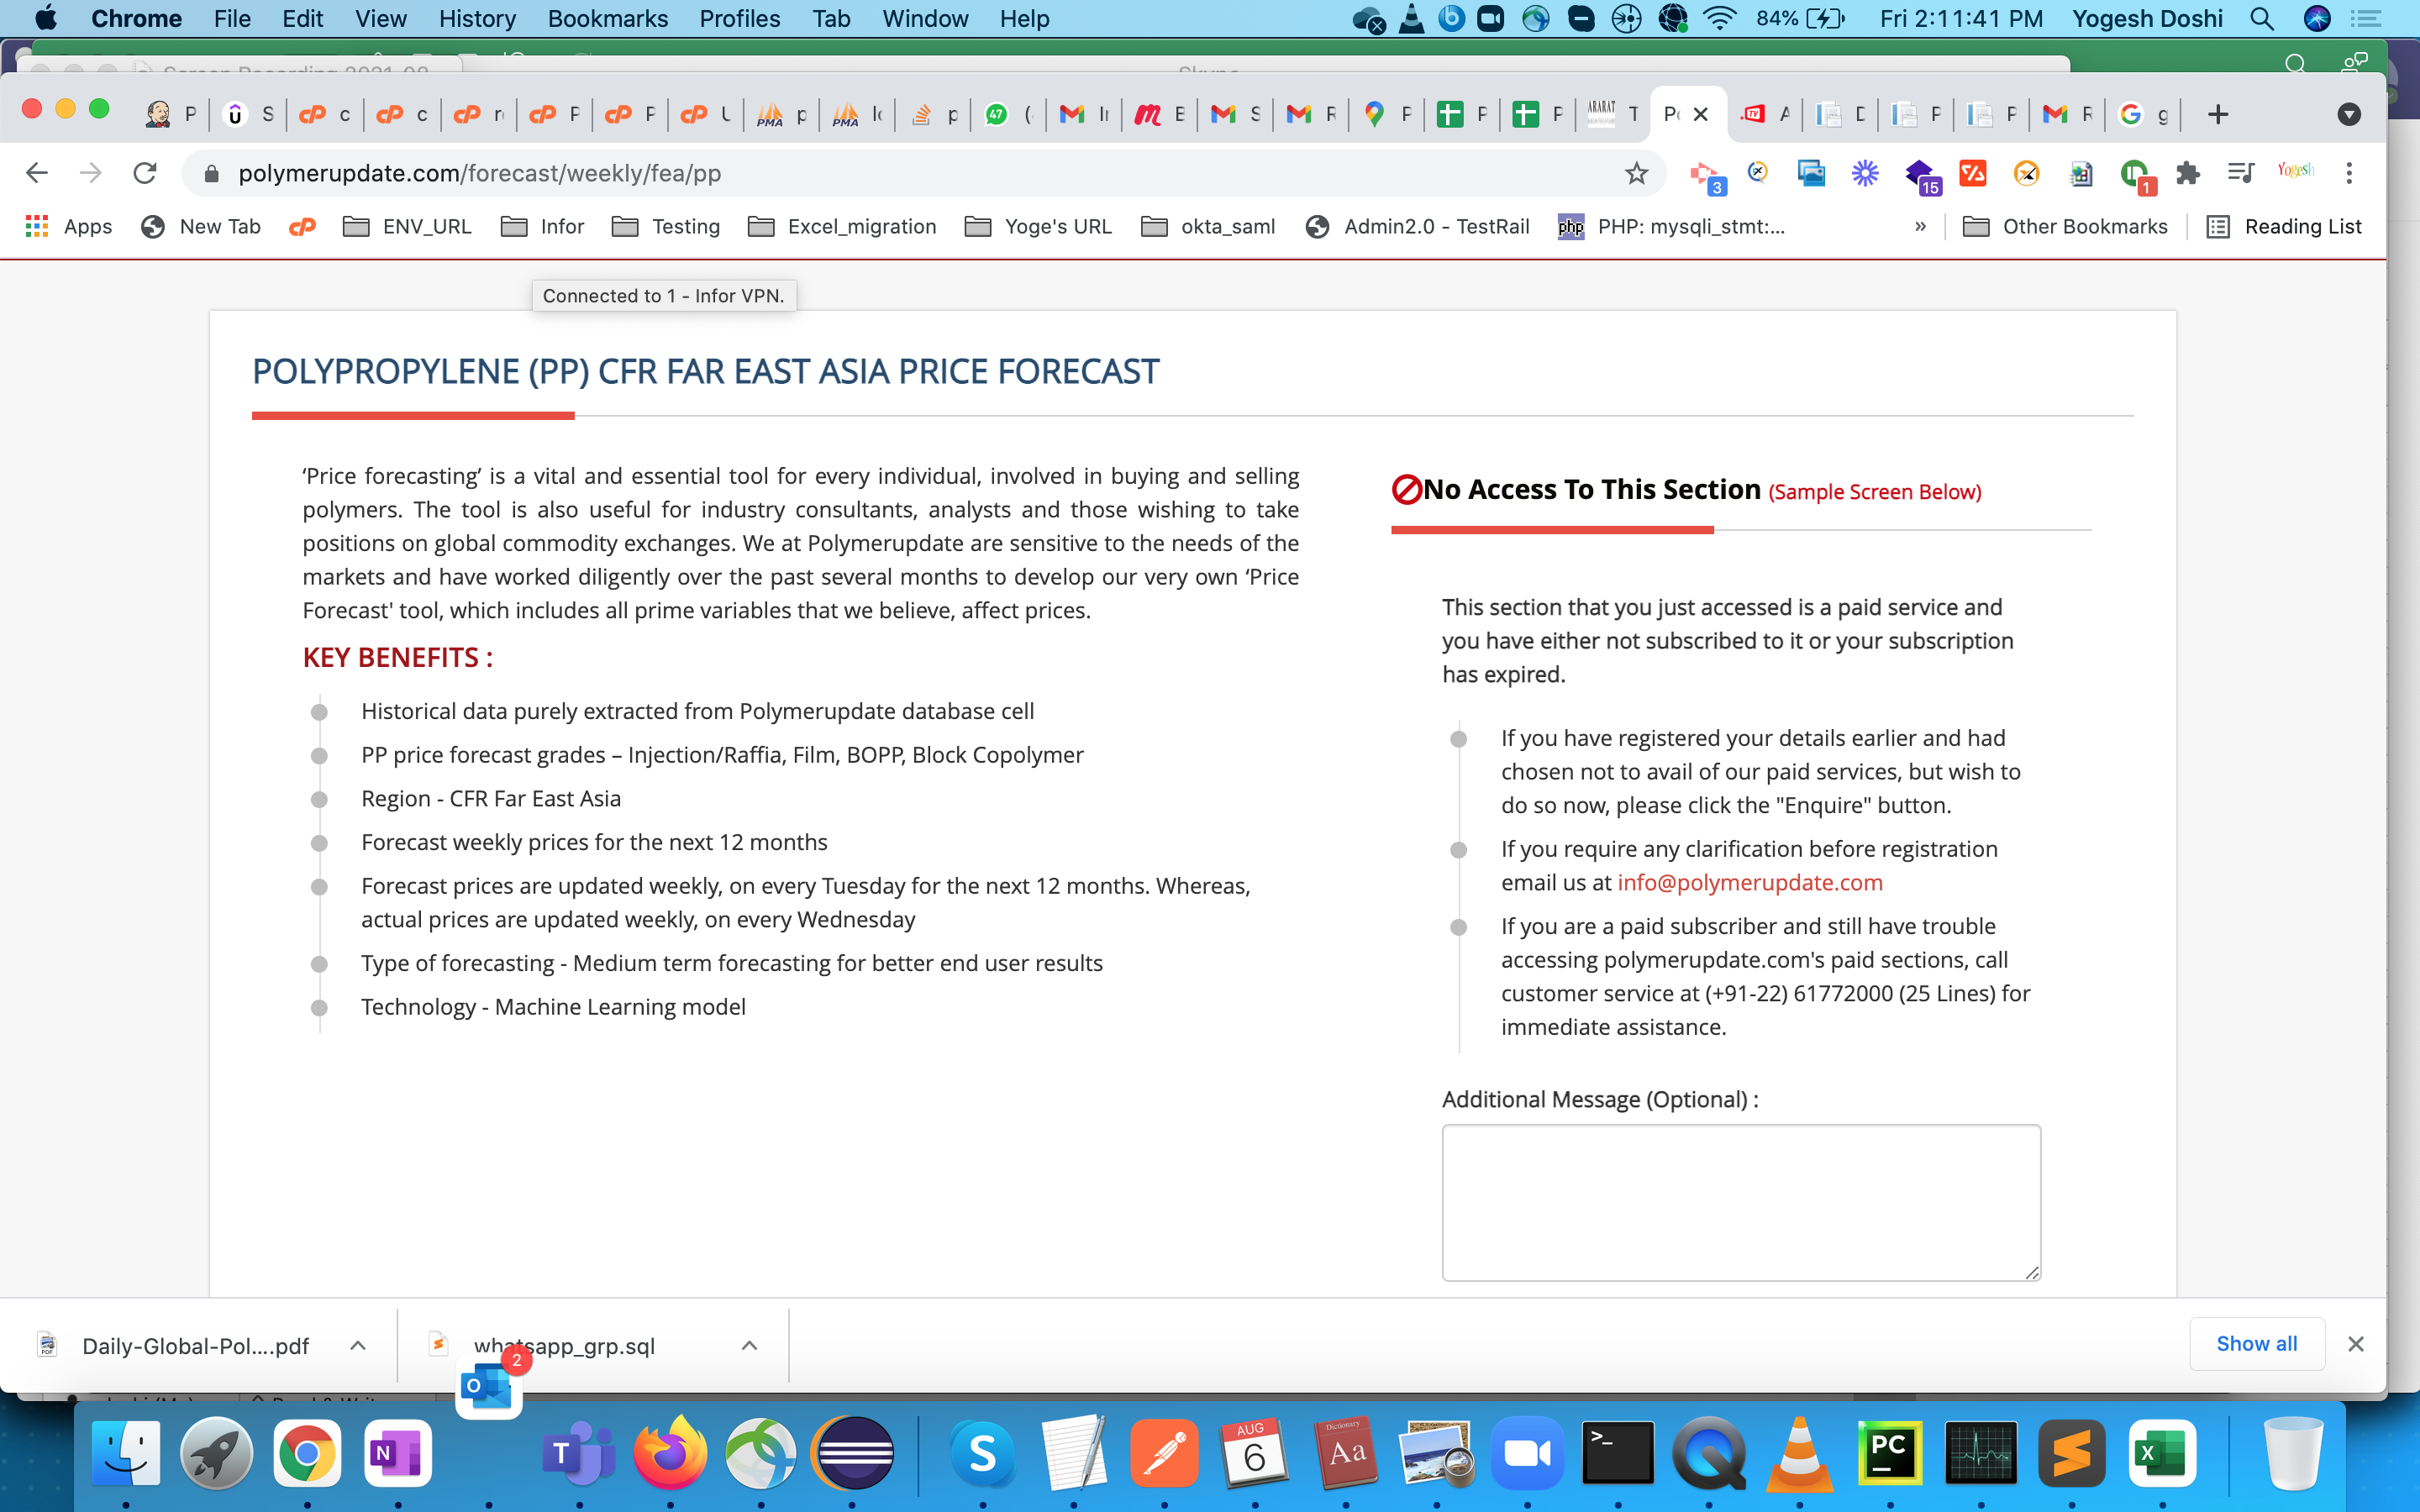 Chrome File Edit View History Bookmarks Profiles Tab Window Help 84% Fri 2:11:41 PM Yogesh Doshi
P S c c r P P U p lo p 47 ( Ir B S R P P P ARARAT T Po A D P P R g
polymerupdate.com/forecast/weekly/fea/pp 3 15 1 Yogesh
Apps New Tab ENV_URL Infor Testing Excel_migration Yoge's URL okta_saml Admin2.0 - TestRail php PHP: mysqli_stmt:... » Other Bookmarks Reading List
Connected to 1 - Infor VPN.
POLYPROPYLENE (PP) CFR FAR EAST ASIA PRICE FORECAST
‘Price forecasting’ is a vital and essential tool for every individual, involved in buying and selling
polymers. The tool is also useful for industry consultants, analysts and those wishing to take
positions on global commodity exchanges. We at Polymerupdate are sensitive to the needs of the
markets and have worked diligently over the past several months to develop our very own ‘Price
Forecast' tool, which includes all prime variables that we believe, affect prices.
KEY BENEFITS :
Historical data purely extracted from Polymerupdate database cell
PP price forecast grades – Injection/Raffia, Film, BOPP, Block Copolymer
Region - CFR Far East Asia
Forecast weekly prices for the next 12 months
Forecast prices are updated weekly, on every Tuesday for the next 12 months. Whereas,
actual prices are updated weekly, on every Wednesday
Type of forecasting - Medium term forecasting for better end user results
Technology - Machine Learning model
No Access To This Section (Sample Screen Below)
This section that you just accessed is a paid service and
you have either not subscribed to it or your subscription
has expired.
If you have registered your details earlier and had
chosen not to avail of our paid services, but wish to
do so now, please click the "Enquire" button.
If you require any clarification before registration
email us at info@polymerupdate.com
If you are a paid subscriber and still have trouble
accessing polymerupdate.com's paid sections, call
customer service at (+91-22) 61772000 (25 Lines) for
immediate assistance.
Additional Message (Optional) :
Daily-Global-Pol....pdf whatsapp_grp.sql Show all
2
AUG
6
Dictionary
Aa
PC